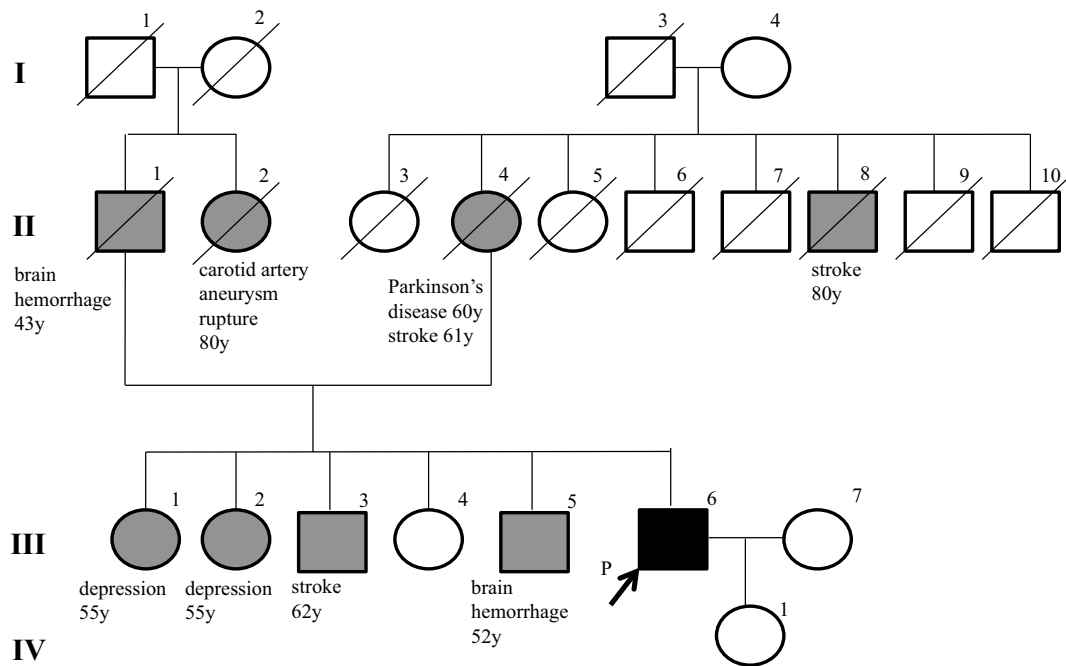 1 2 3 4
I
1 2 3 4 5 6 7 8 9 10
II
brain
hemorrhage
43y
carotid artery
aneurysm
rupture
80y
Parkinson's
disease 60y
stroke 61y
stroke
80y
1 2 3 4 5 6 7
III
depression
55y
depression
55y
stroke
62y
brain
hemorrhage
52y
P
1
IV